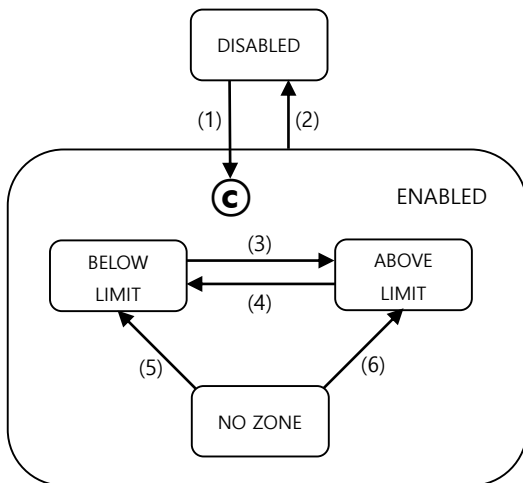 DISABLED
(1)
(2)
C
ENABLED
BELOW
LIMIT
(3)
(4)
ABOVE
LIMIT
(5)
(6)
NO ZONE